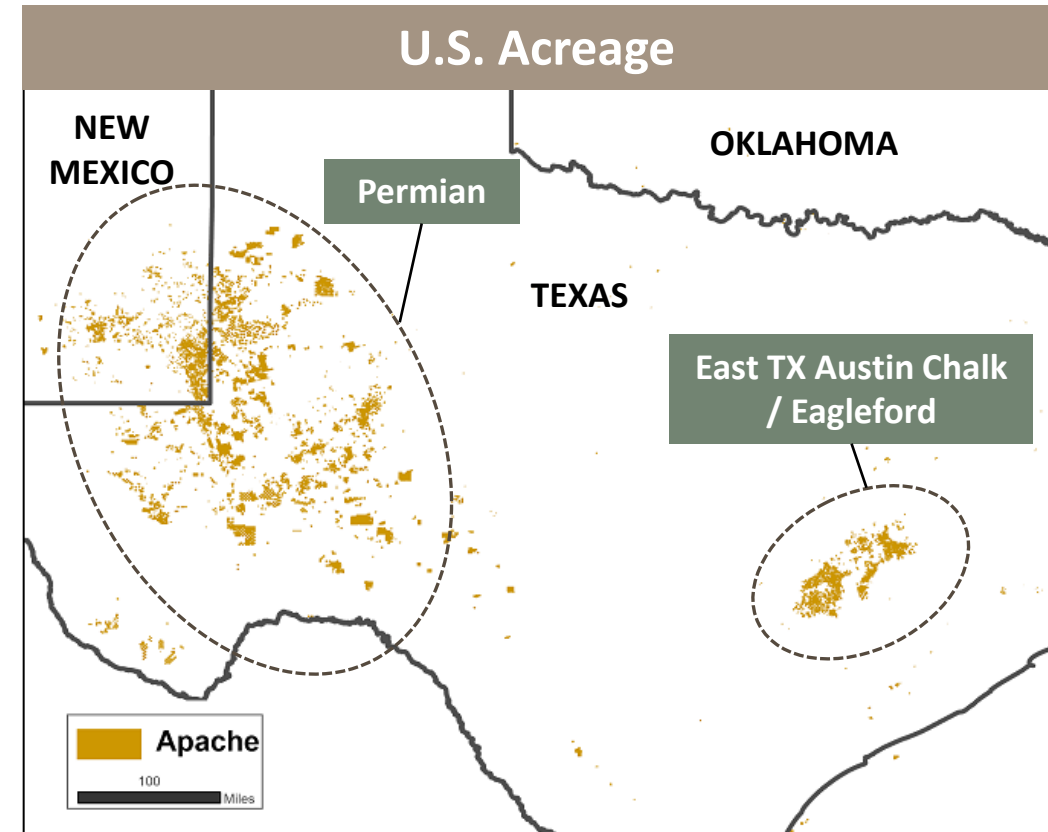 U.S. Acreage
NEW
MEXICO
OKLAHOMA
Permian
TEXAS
East TX Austin Chalk
/ Eagleford
Apache
100
Miles